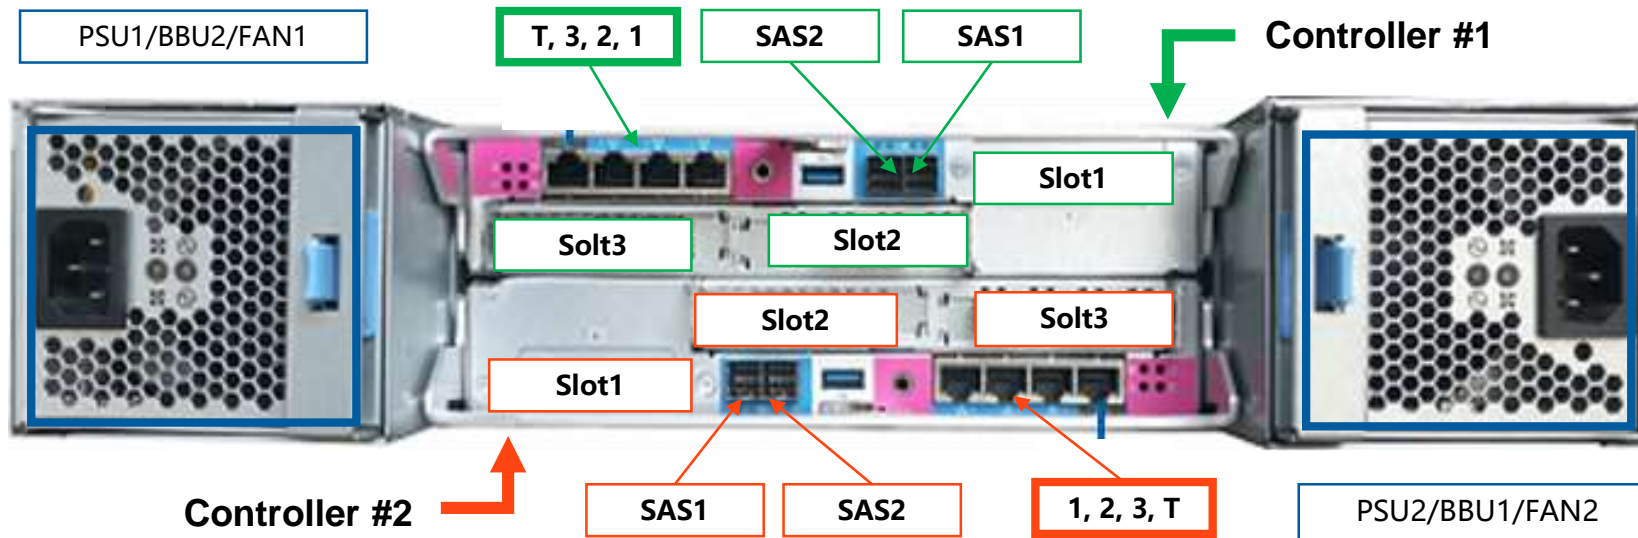 PSU1/BBU2/FAN1
T, 3, 2, 1
SAS2
SAS1
Controller #1
Slot1
Solt3
Slot2
Slot2
Solt3
Slot1
Controller #2
SAS1
SAS2
1, 2, 3, T
PSU2/BBU1/FAN2